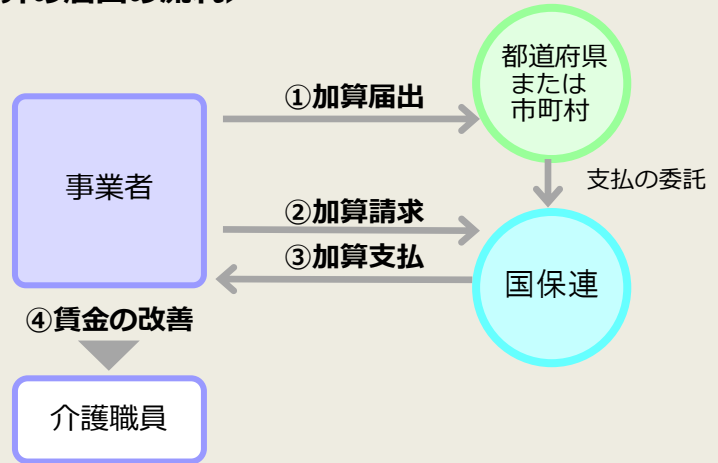 ①加算届出
都道府県
または
市町村
事業者
支払の委託
②加算請求
③加算支払
国保連
④賃金の改善
介護職員